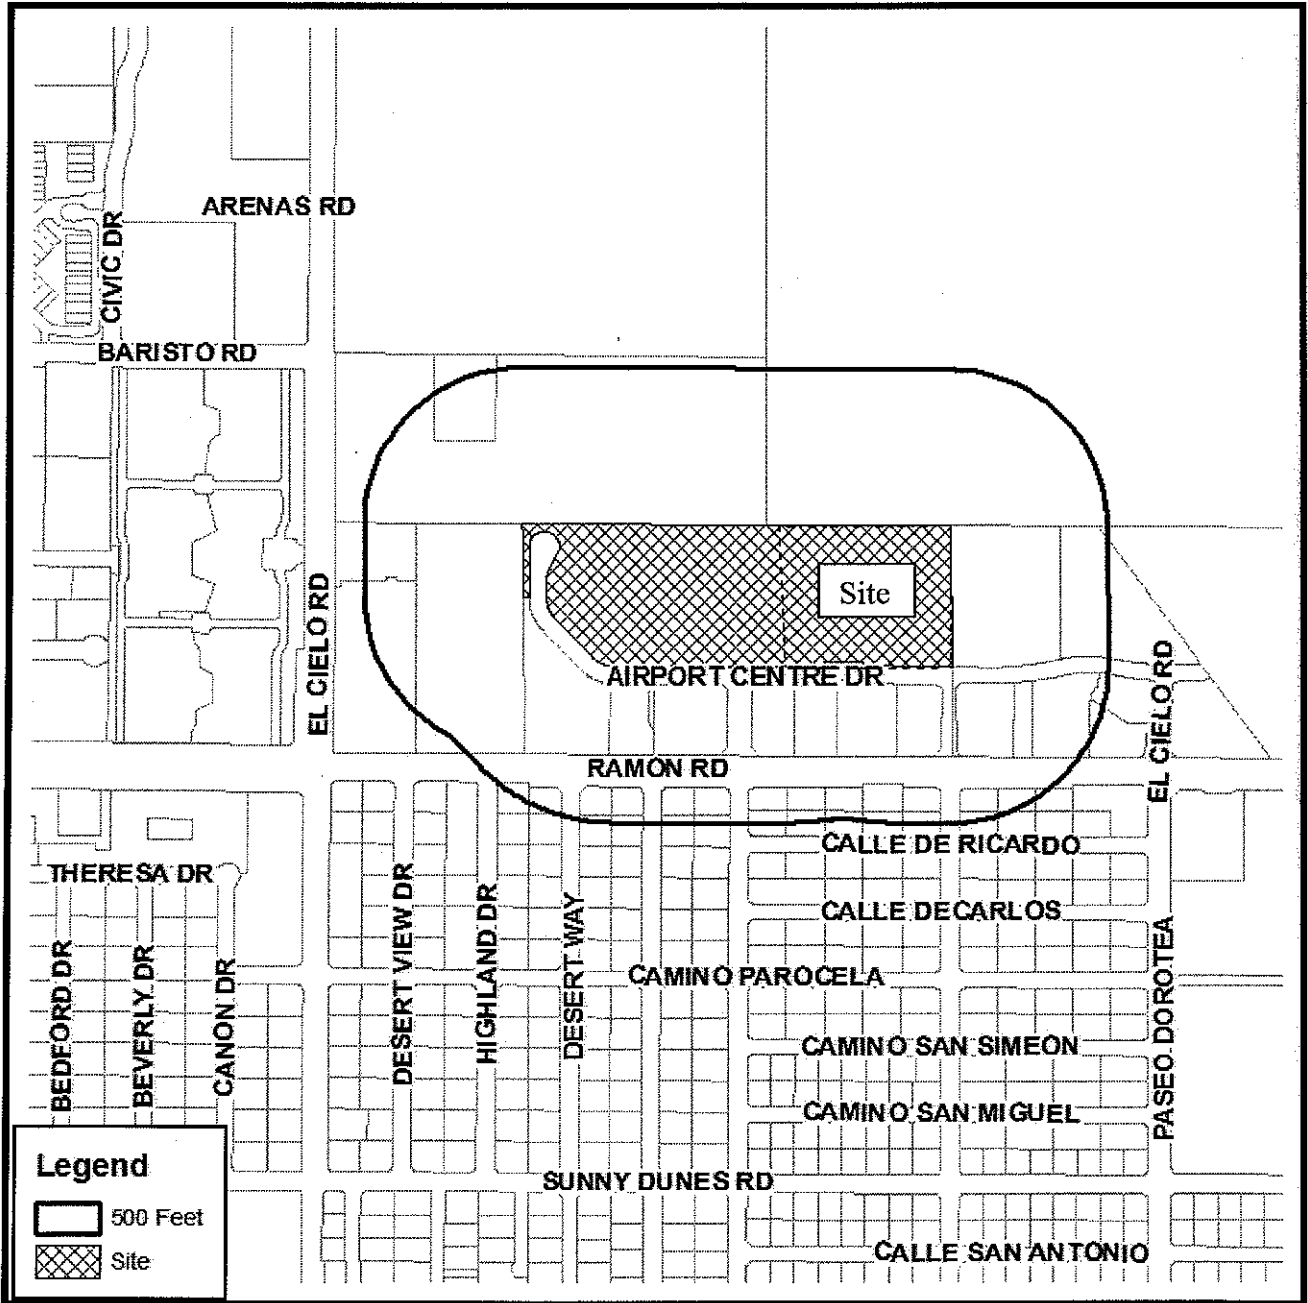 ARENAS RD
CIVIC DR
BARISTO RD
EL CIELO RD
Site
AIRPORT CENTRE DR
EL CIELO RD
RAMON RD
CALLE DE RICARDO
THERESA DR
CALLE DECARLOS
DESERT VIEW DR
HIGHLAND DR
DESERT WAY
CAMINO PAROCELA
BEDFORD DR
BEVERLY DR
CANON DR
PASEO DOROTEA
CAMINO SAN SIMEON
CAMINO SAN MIGUEL
SUNNY DUNES RD
CALLE SAN ANTONIO
Legend
500 Feet
Site